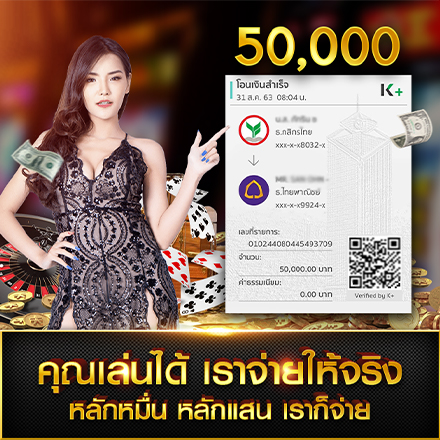 50,000
โอนเงินสำเร็จ
31 ส.ค. 63 08:04 น.
K+
ธ.กสิกรไทย
xxx-x-x8032-x
ธ.ไทยพาณิชย์
xxx-x-x9924-x
เลขที่รายการ:
010244080445493709
จำนวน:
50,000.00 บาท
ค่าธรรมเนียม:
0.00 บาท
Verified by K+
คุณเล่นได้ เราจ่ายให้จริง
หลักหมื่น หลักแสน เราก็จ่าย